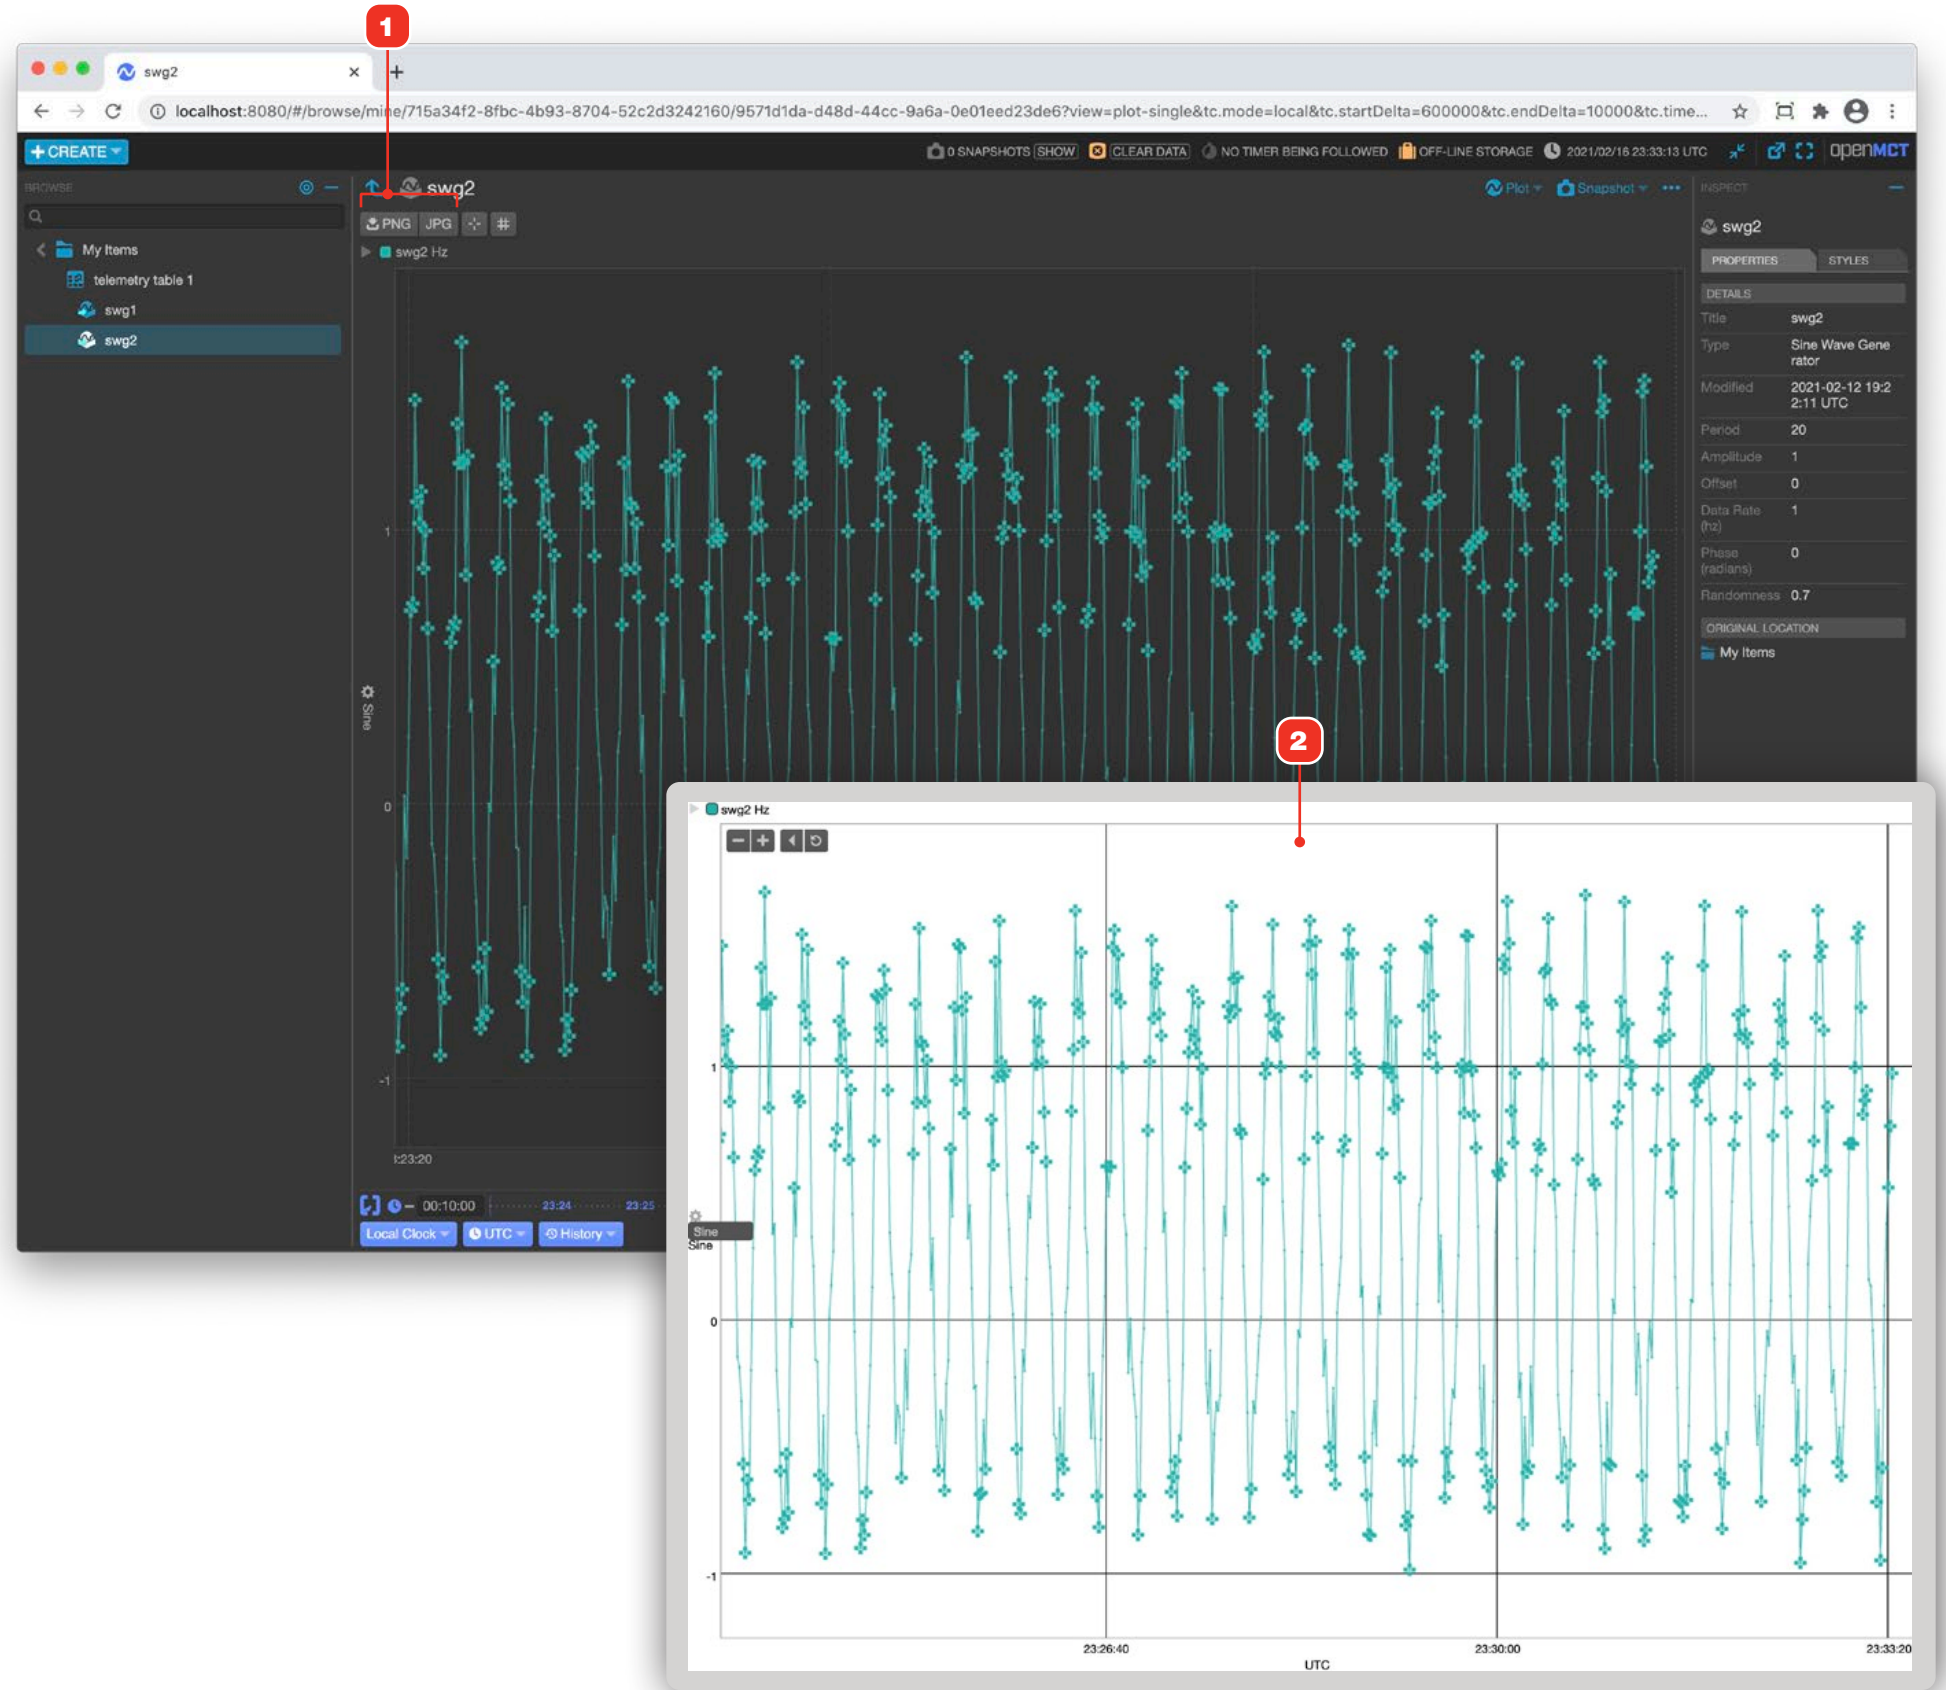 1
swg2
localhost:8080/#/browse/mine/715a34f2-8fbc-4b93-8704-52c2d3242160/9571d1da-d48d-44cc-9a6a-0e01eed23de6?view=plot-single&tc.mode=local&tc.startDelta=600000&tc.endDelta=10000&tc.time...
+ CREATE
0 SNAPSHOTS SHOW CLEAR DATA NO TIMER BEING FOLLOWED OFF-LINE STORAGE 2021/02/16 23:33:13 UTC openMCT
BROWSE
My Items
telemetry table 1
swg1
swg2
swg2
Plot Snapshot
PNG JPG
swg2 Hz
1
0
-1
Sine
1:23:20
00:10:00 23:24 23:25
Local Clock UTC History
INSPECT
swg2
PROPERTIES STYLES
DETAILS
Title swg2
Type Sine Wave Gene
rator
Modified 2021-02-12 19:2
2:11 UTC
Period 20
Amplitude 1
Offset 0
Data Rate 1
(hz)
Phase 0
(radians)
Randomness 0.7
ORIGINAL LOCATION
My Items
2
swg2 Hz
1
Sine
Sine
0
-1
23:26:40 23:30:00 23:33:20
UTC